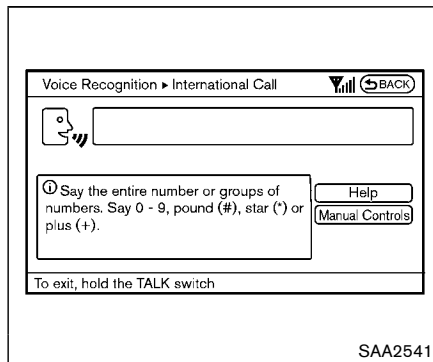 Voice Recognition ▸ International Call BACK
ⓘ Say the entire number or groups of
numbers. Say 0 - 9, pound (#), star (*) or
plus (+).
Help
Manual Controls
To exit, hold the TALK switch
SAA2541